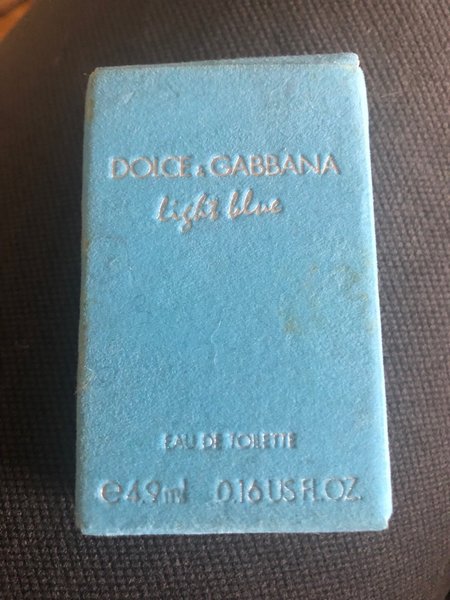 DOLCE & GABBANA
light blue
EAU DE TOILETTE
℮4.9ml 0.16 US FL.OZ.